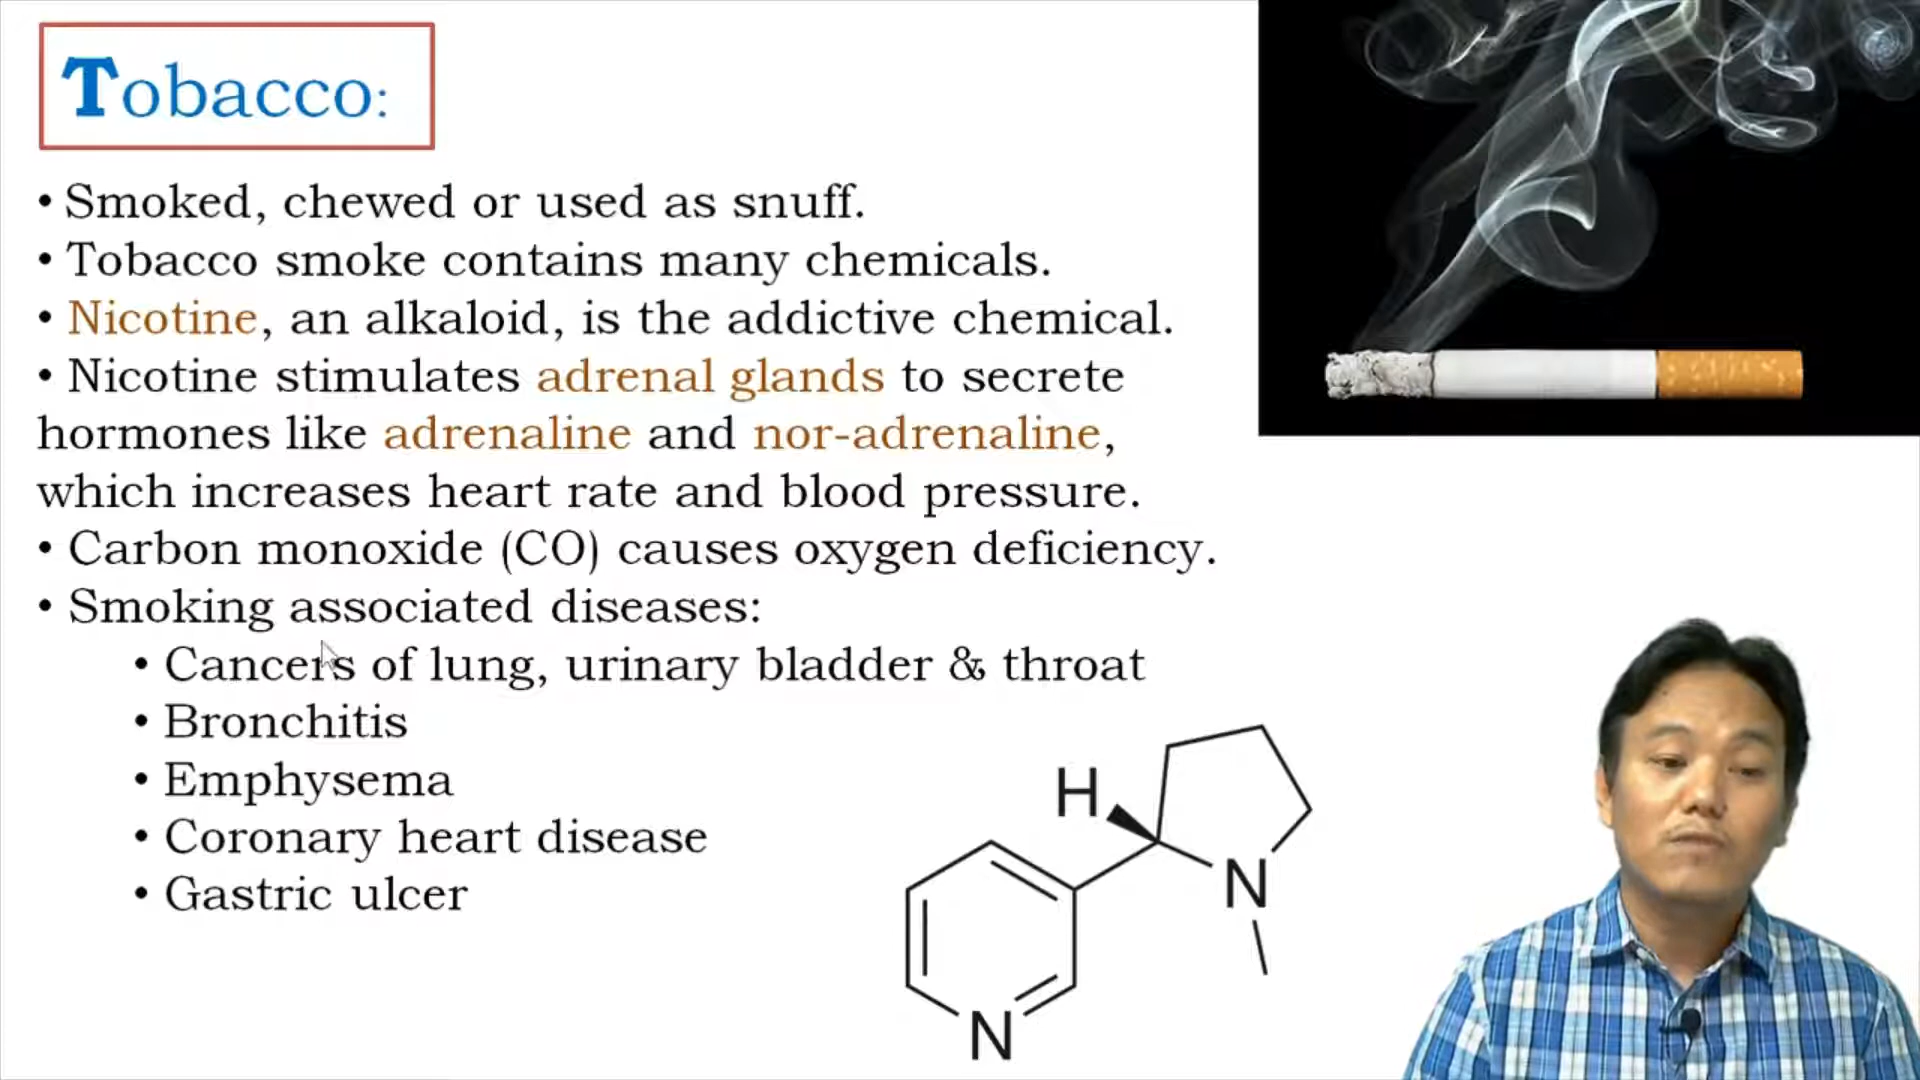 Tobacco:
• Smoked, chewed or used as snuff.
• Tobacco smoke contains many chemicals.
• Nicotine, an alkaloid, is the addictive chemical.
• Nicotine stimulates adrenal glands to secrete
hormones like adrenaline and nor-adrenaline,
which increases heart rate and blood pressure.
• Carbon monoxide (CO) causes oxygen deficiency.
• Smoking associated diseases:
• Cancers of lung, urinary bladder & throat
• Bronchitis
• Emphysema
• Coronary heart disease
• Gastric ulcer
H
N
N